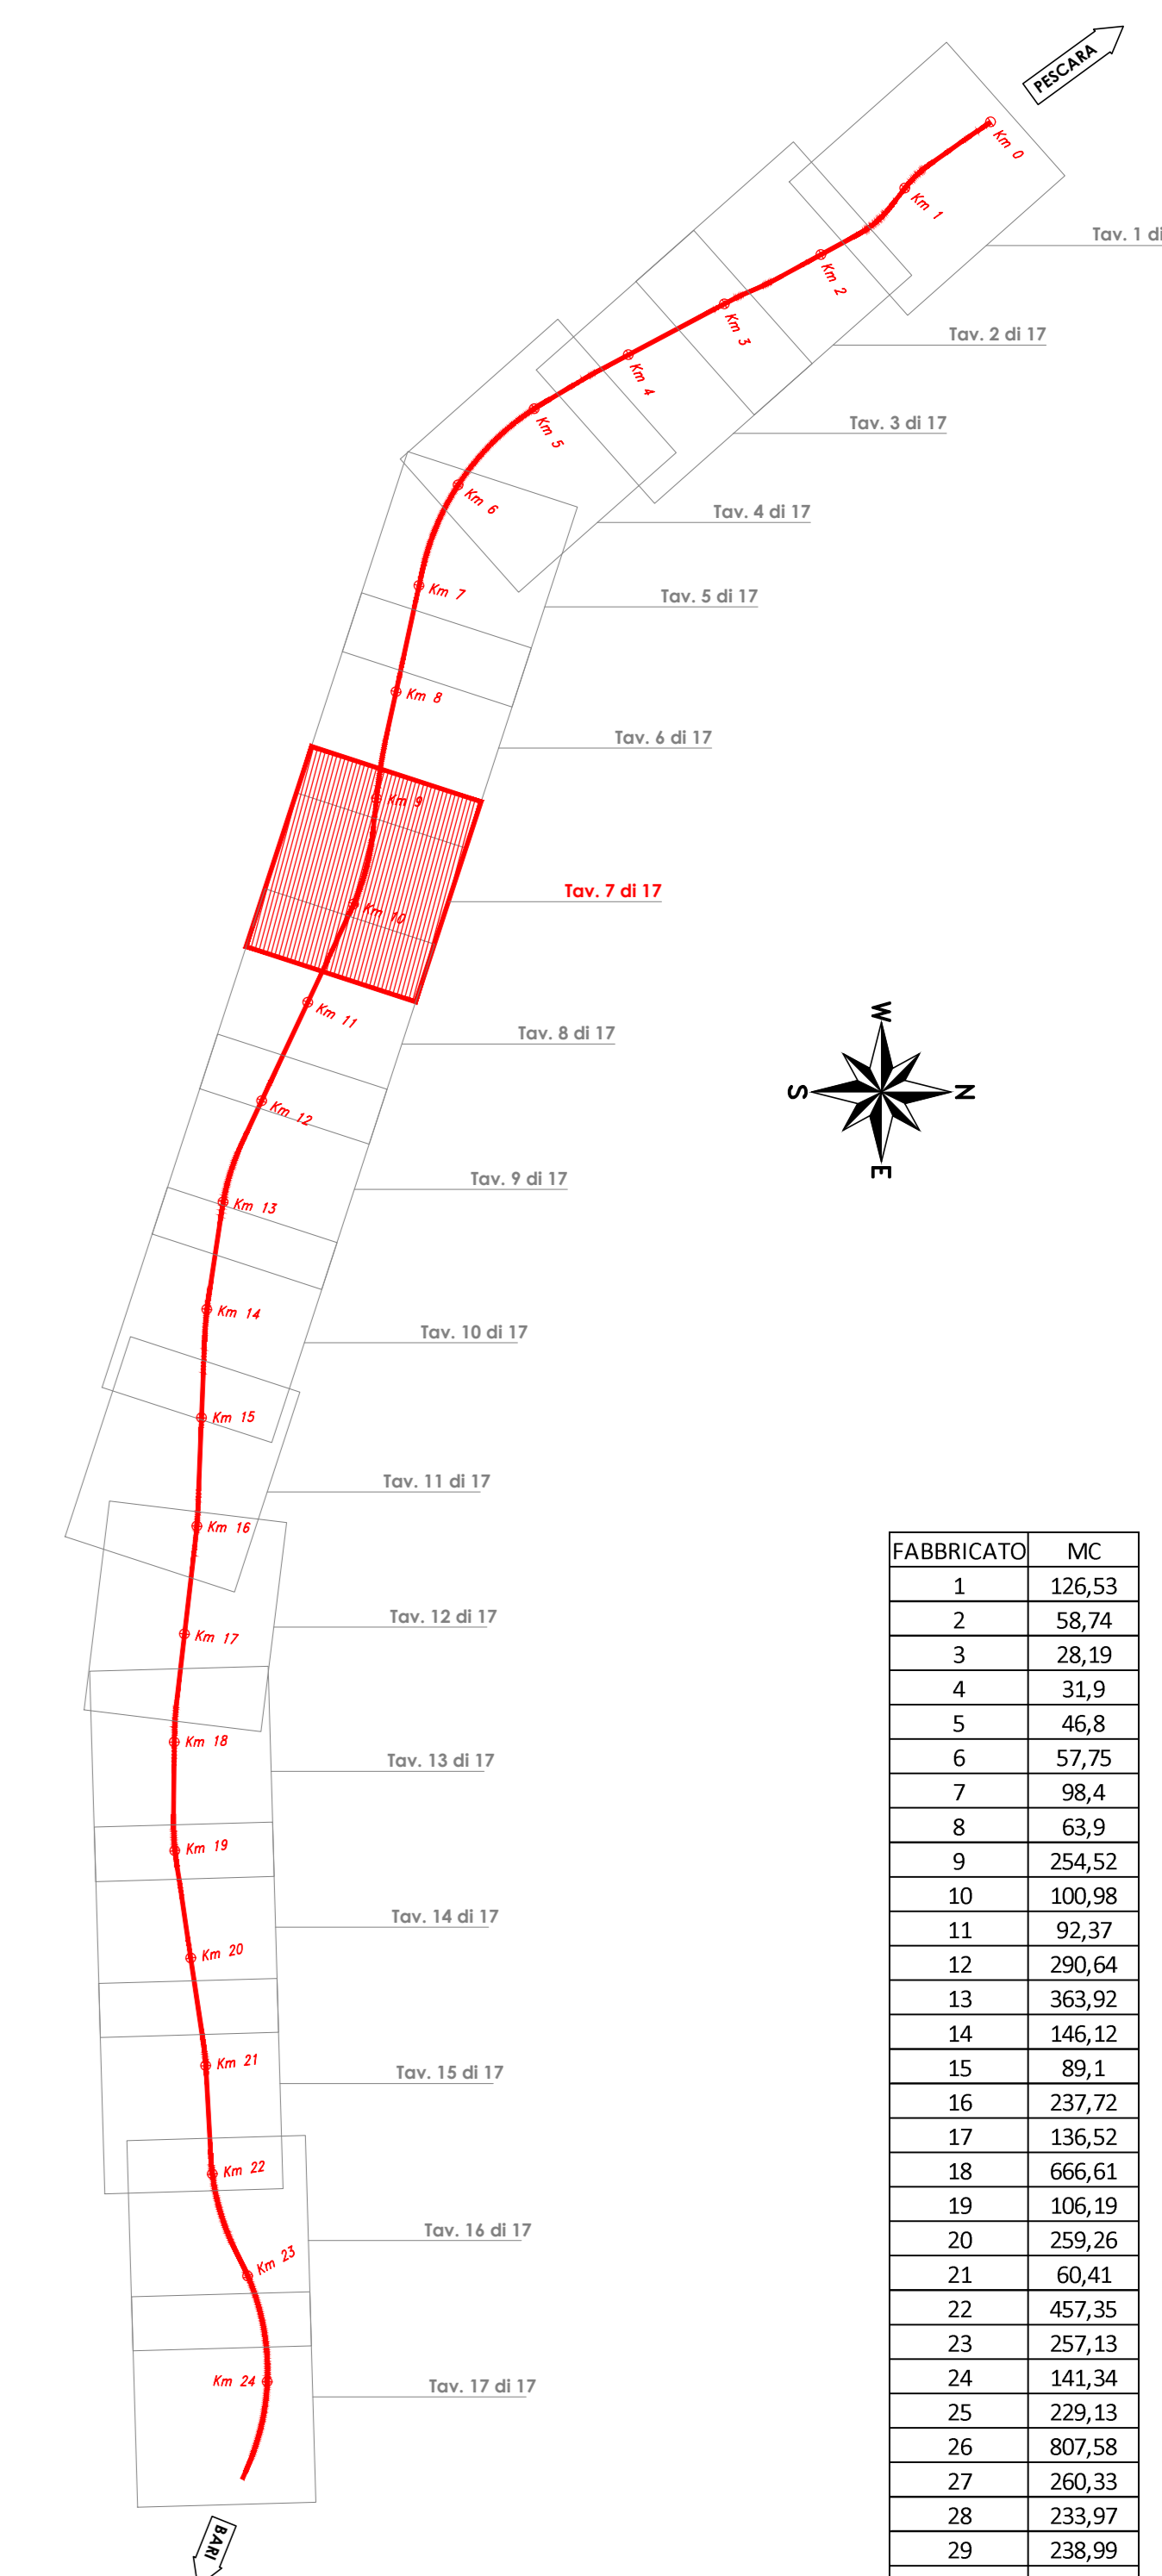 PESCARA
Km 0
Km 1
Tav. 1 di
Km 2
Km 3
Tav. 2 di 17
Km 4
Tav. 3 di 17
Km 5
Km 6
Tav. 4 di 17
Km 7
Tav. 5 di 17
Km 8
Tav. 6 di 17
Km 9
Tav. 7 di 17
Km 10
Km 11
W
Tav. 8 di 17
S
N
Km 12
E
Tav. 9 di 17
Km 13
Km 14
Tav. 10 di 17
Km 15
Tav. 11 di 17
Km 16
Tav. 12 di 17
Km 17
Km 18
Tav. 13 di 17
Km 19
Tav. 14 di 17
Km 20
Km 21
Tav. 15 di 17
Km 22
Tav. 16 di 17
Km 23
Km 24
Tav. 17 di 17
BARI
FABBRICATO MC
1 126,53
2 58,74
3 28,19
4 31,9
5 46,8
6 57,75
7 98,4
8 63,9
9 254,52
10 100,98
11 92,37
12 290,64
13 363,92
14 146,12
15 89,1
16 237,72
17 136,52
18 666,61
19 106,19
20 259,26
21 60,41
22 457,35
23 257,13
24 141,34
25 229,13
26 807,58
27 260,33
28 233,97
29 238,99